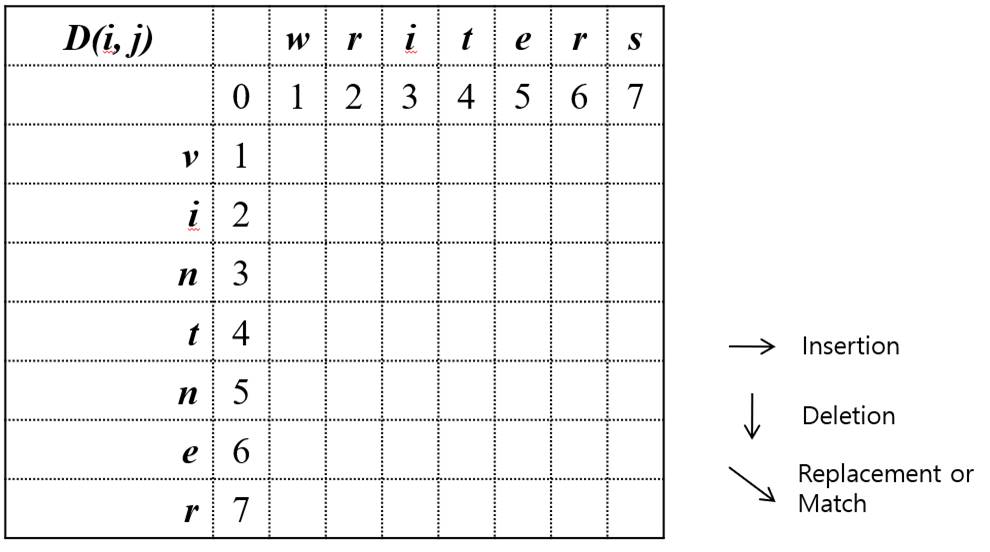 D(i, j) w r i t e r s
0 1 2 3 4 5 6 7
v 1
i 2
n 3
t 4
n 5
e 6
r 7
Insertion
Deletion
Replacement or
Match